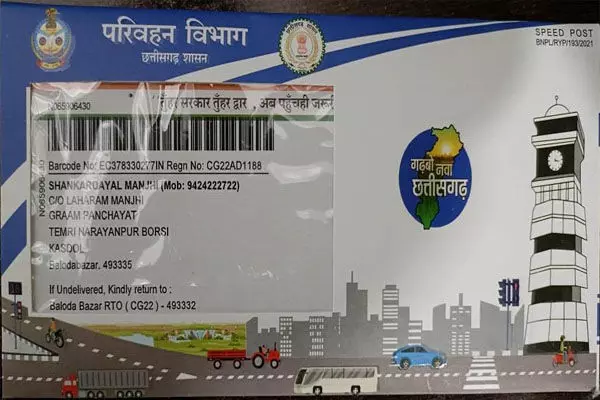 परिवहन विभाग
छत्तीसगढ़ शासन
SPEED POST
BNPL/RYP/193/2021
N065906430
तुँहर सरकार तुँहर द्वार , अब पहुँचही जरूर
Barcode No: EC378330277IN Regn No: CG22AD1188
SHANKARDAYAL MANJHI (Mob: 9424222722)
C/O LAHARAM MANJHI
GRAAM PANCHAYAT
TEMRI NARAYANPUR BORSI
KASDOL
Balodabazar, 493335
If Undelivered, Kindly return :
Baloda Bazar RTO ( CG22 ) - 493332
गढ़बो नवा
छत्तीसगढ़